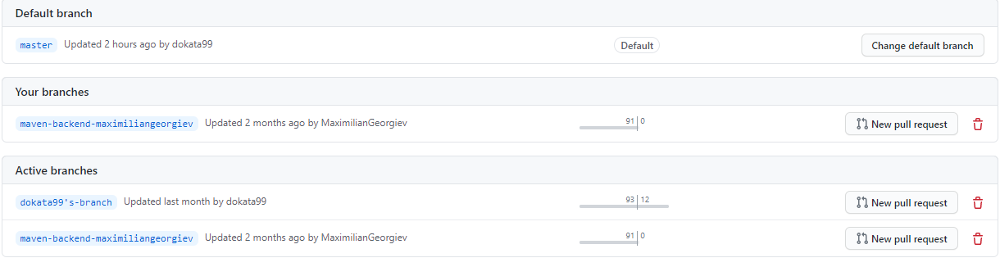 Default branch
master Updated 2 hours ago by dokata99 Default Change default branch
Your branches
maven-backend-maximiliangeorgiev Updated 2 months ago by MaximilianGeorgiev 91 0 New pull request
Active branches
dokata99's-branch Updated last month by dokata99 93 12 New pull request
maven-backend-maximiliangeorgiev Updated 2 months ago by MaximilianGeorgiev 91 0 New pull request